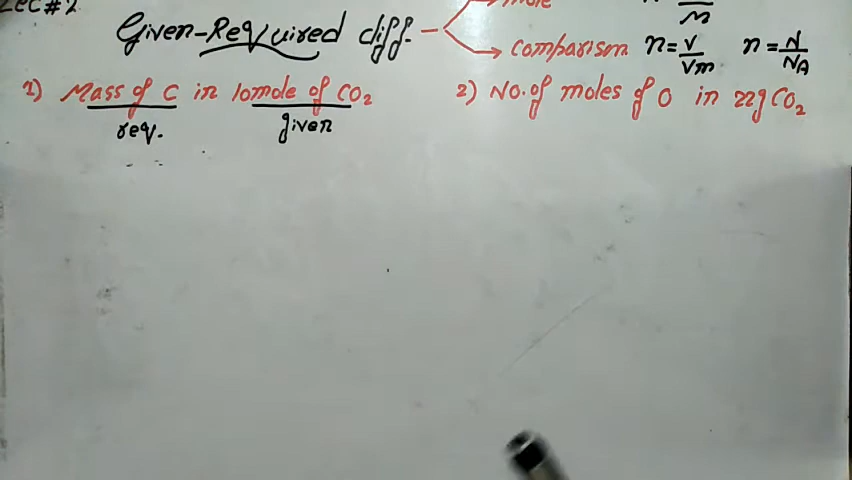 Lec#2
mole
m
Given-Required diff.
comparism n=V/Vm n=N/NA
1) Mass of C in 10mole of CO2
2) NO.of moles of O in 22g CO2
req. given